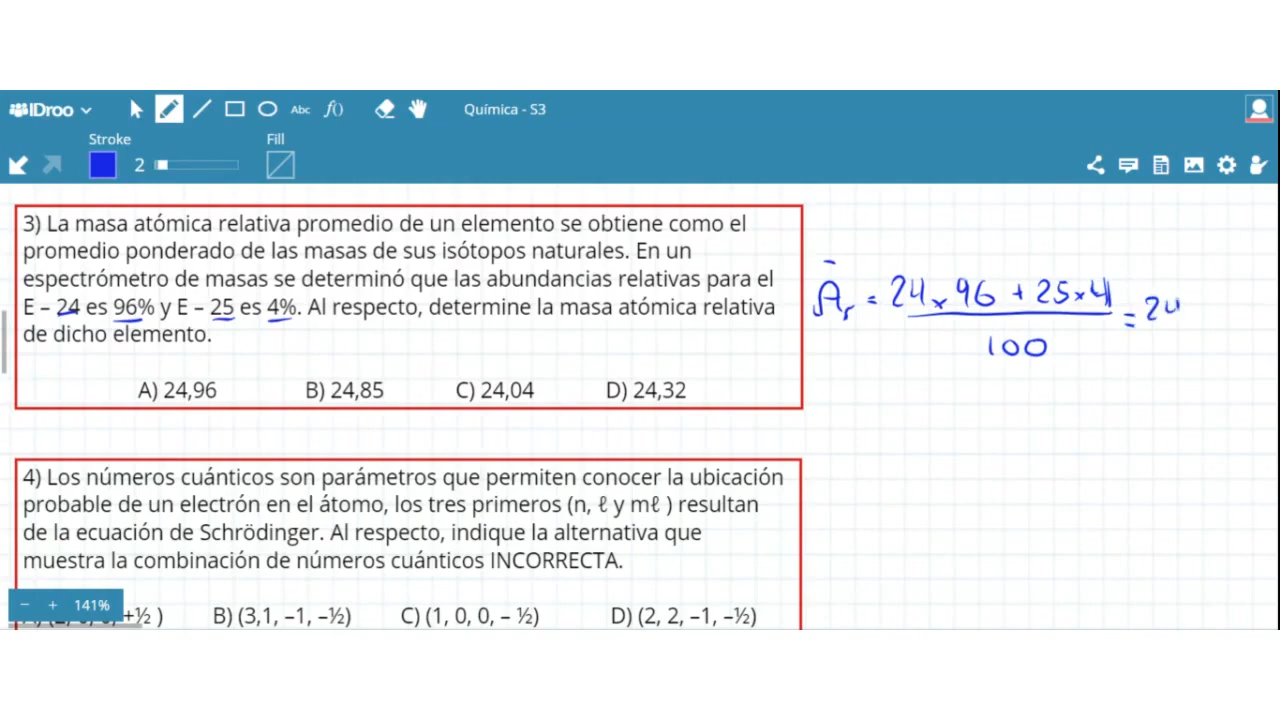 IDroo
Abc f() Química - S3
Stroke Fill
2
3) La masa atómica relativa promedio de un elemento se obtiene como el
promedio ponderado de las masas de sus isótopos naturales. En un
espectrómetro de masas se determinó que las abundancias relativas para el
E – 24 es 96% y E – 25 es 4%. Al respecto, determine la masa atómica relativa
de dicho elemento.
A) 24,96 B) 24,85 C) 24,04 D) 24,32
Ar = 24 x 96 + 25 x 4 = 24
100
4) Los números cuánticos son parámetros que permiten conocer la ubicación
probable de un electrón en el átomo, los tres primeros (n, ℓ y mℓ ) resultan
de la ecuación de Schrödinger. Al respecto, indique la alternativa que
muestra la combinación de números cuánticos INCORRECTA.
+½ ) B) (3,1, –1, –½) C) (1, 0, 0, – ½) D) (2, 2, –1, –½)
− + 141%